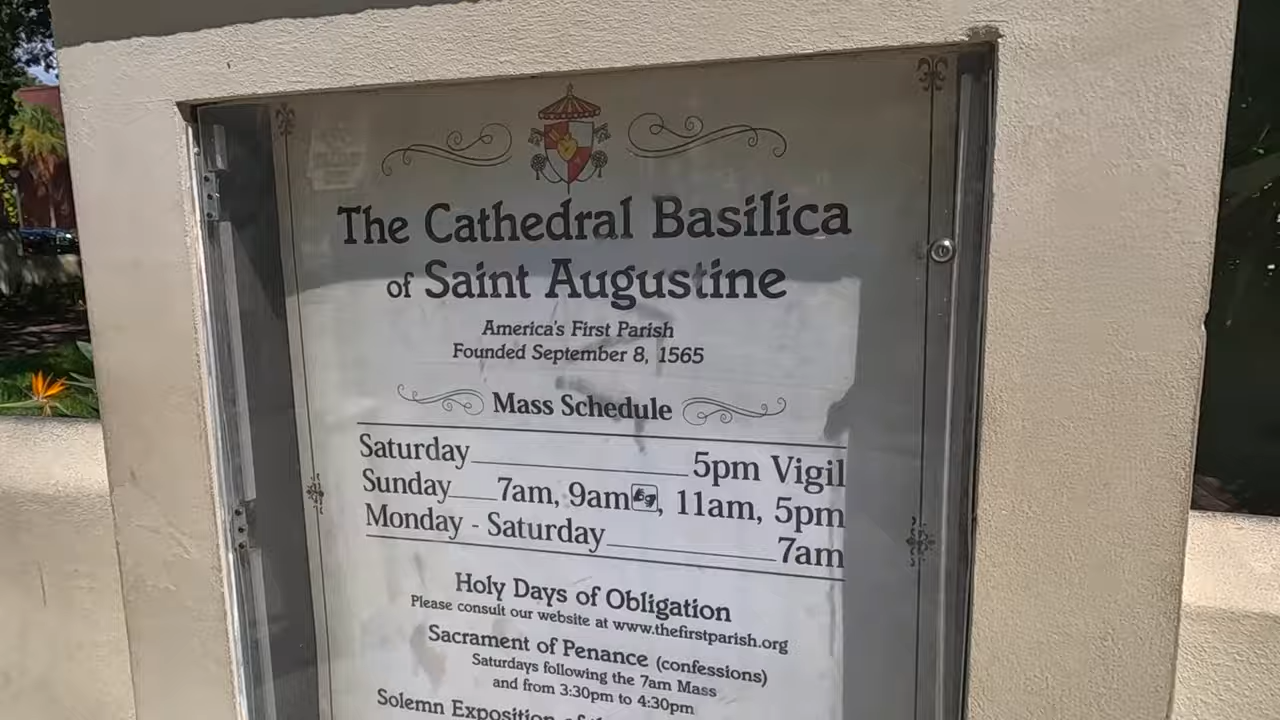 The Cathedral Basilica
of Saint Augustine
America's First Parish
Founded September 8, 1565
Mass Schedule
Saturday 5pm Vigil
Sunday 7am, 9am, 11am, 5pm
Monday - Saturday 7am
Holy Days of Obligation
Please consult our website at www.thefirstparish.org
Sacrament of Penance (confessions)
Saturdays following the 7am Mass
and from 3:30pm to 4:30pm
Solemn Exposition of the